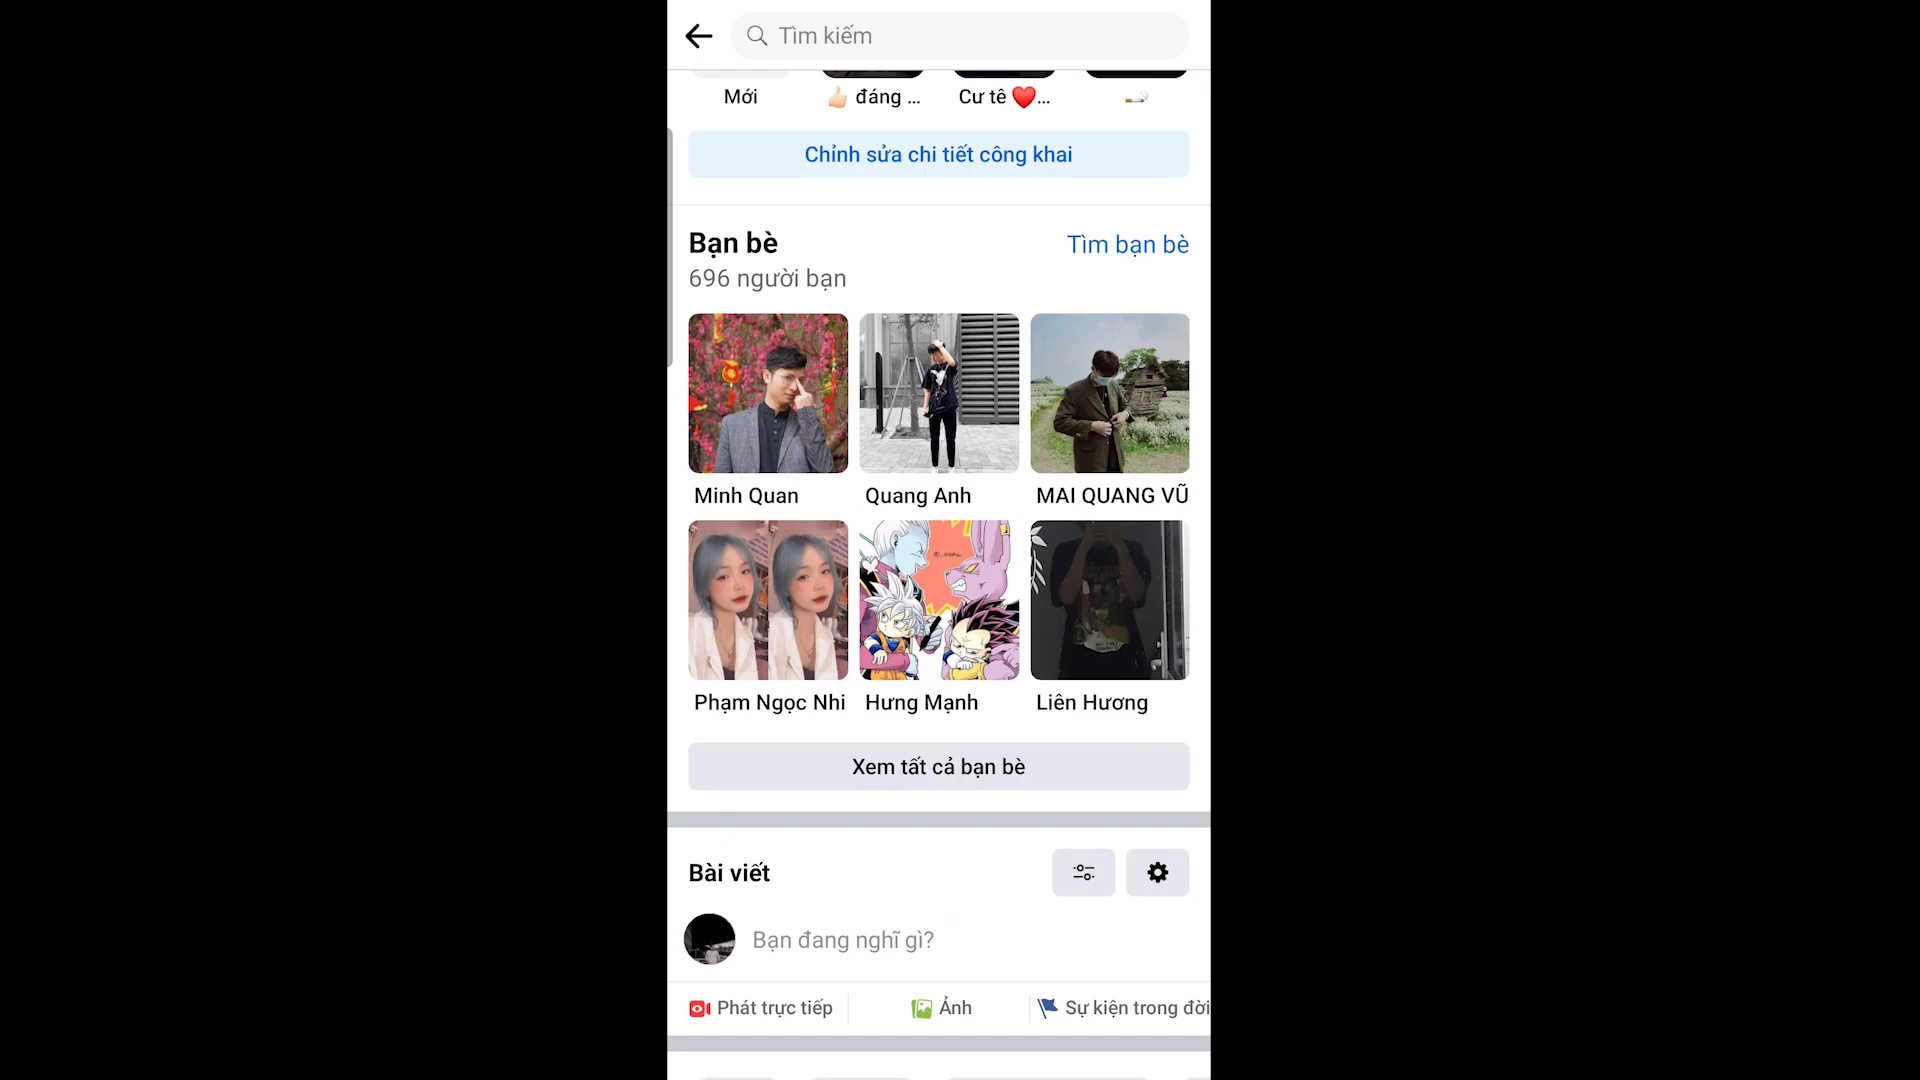 Tìm kiếm
Mới
👍🏻 đáng ...
Cư tê ❤️...
🚬
Chỉnh sửa chi tiết công khai
Bạn bè
Tìm bạn bè
696 người bạn
Minh Quan
Quang Anh
MAI QUANG VŨ
Phạm Ngọc Nhi
Hưng Mạnh
Liên Hương
Xem tất cả bạn bè
Bài viết
Bạn đang nghĩ gì?
Phát trực tiếp
Ảnh
Sự kiện trong đời